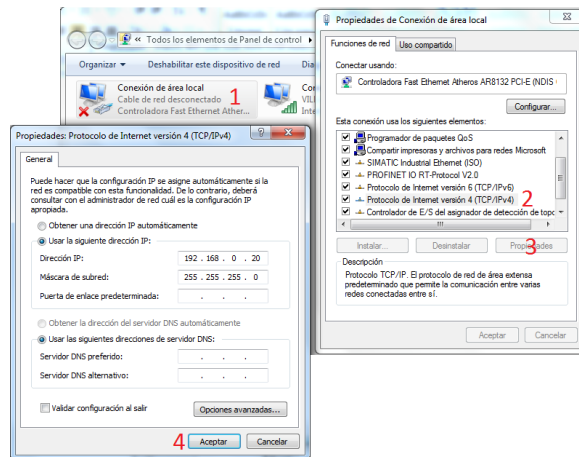 « Todos los elementos de Panel de control
Organizar
Deshabilitar este dispositivo de red
Conexión de área local
Cable de red desconectado
Controladora Fast Ethernet Ather...
1
Propiedades de Conexión de área local
Funciones de red
Uso compartido
Conectar usando:
Controladora Fast Ethernet Atheros AR8132 PCI-E (NDIS
Configurar...
Esta conexión usa los siguientes elementos:
Programador de paquetes QoS
Compartir impresoras y archivos para redes Microsoft
SIMATIC Industrial Ethernet (ISO)
PROFINET IO RT-Protocol V2.0
Protocolo de Internet versión 6 (TCP/IPv6)
Protocolo de Internet versión 4 (TCP/IPv4)
2
Controlador de E/S del asignador de detección de topc
Instalar...
Desinstalar
Propiedades
3
Descripción
Protocolo TCP/IP. El protocolo de red de área extensa
predeterminado que permite la comunicación entre varias
redes conectadas entre sí.
Aceptar
Cancelar
Propiedades: Protocolo de Internet versión 4 (TCP/IPv4)
General
Puede hacer que la configuración IP se asigne automáticamente si la
red es compatible con esta funcionalidad. De lo contrario, deberá
consultar con el administrador de red cuál es la configuración IP
apropiada.
Obtener una dirección IP automáticamente
Usar la siguiente dirección IP:
Dirección IP:
192 . 168 . 0 . 20
Máscara de subred:
255 . 255 . 255 . 0
Puerta de enlace predeterminada:
. . .
Obtener la dirección del servidor DNS automáticamente
Usar las siguientes direcciones de servidor DNS:
Servidor DNS preferido:
. . .
Servidor DNS alternativo:
. . .
Validar configuración al salir
Opciones avanzadas...
4
Aceptar
Cancelar